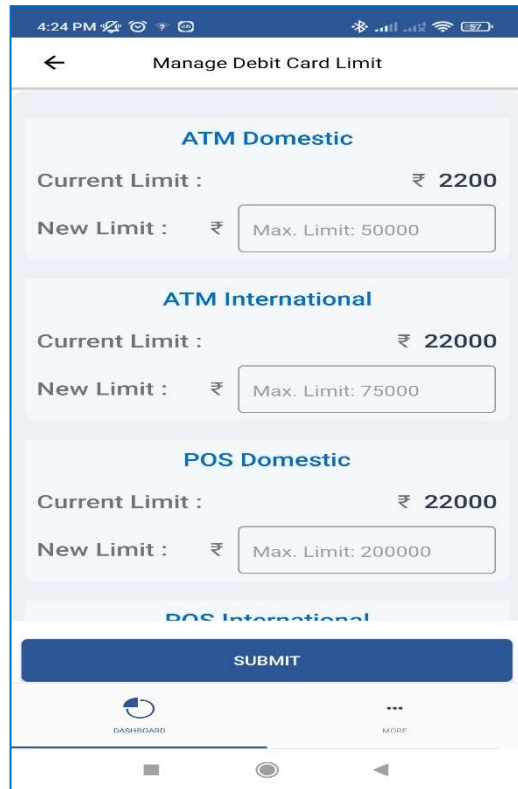 4:24 PM
57
Manage Debit Card Limit
ATM Domestic
Current Limit : ₹ 2200
New Limit : ₹ Max. Limit: 50000
ATM International
Current Limit : ₹ 22000
New Limit : ₹ Max. Limit: 75000
POS Domestic
Current Limit : ₹ 22000
New Limit : ₹ Max. Limit: 200000
POS International
SUBMIT
DASHBOARD
MORE